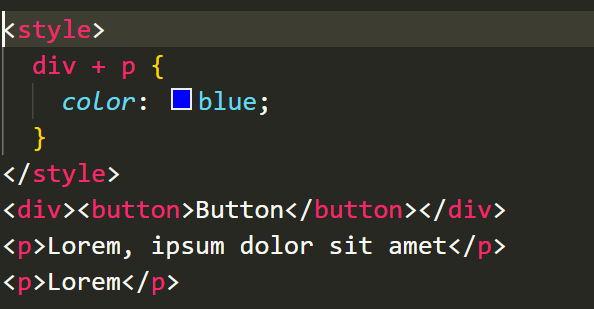 <style>
  div + p {
    color: blue;
  }
</style>
<div><button>Button</button></div>
<p>Lorem, ipsum dolor sit amet</p>
<p>Lorem</p>